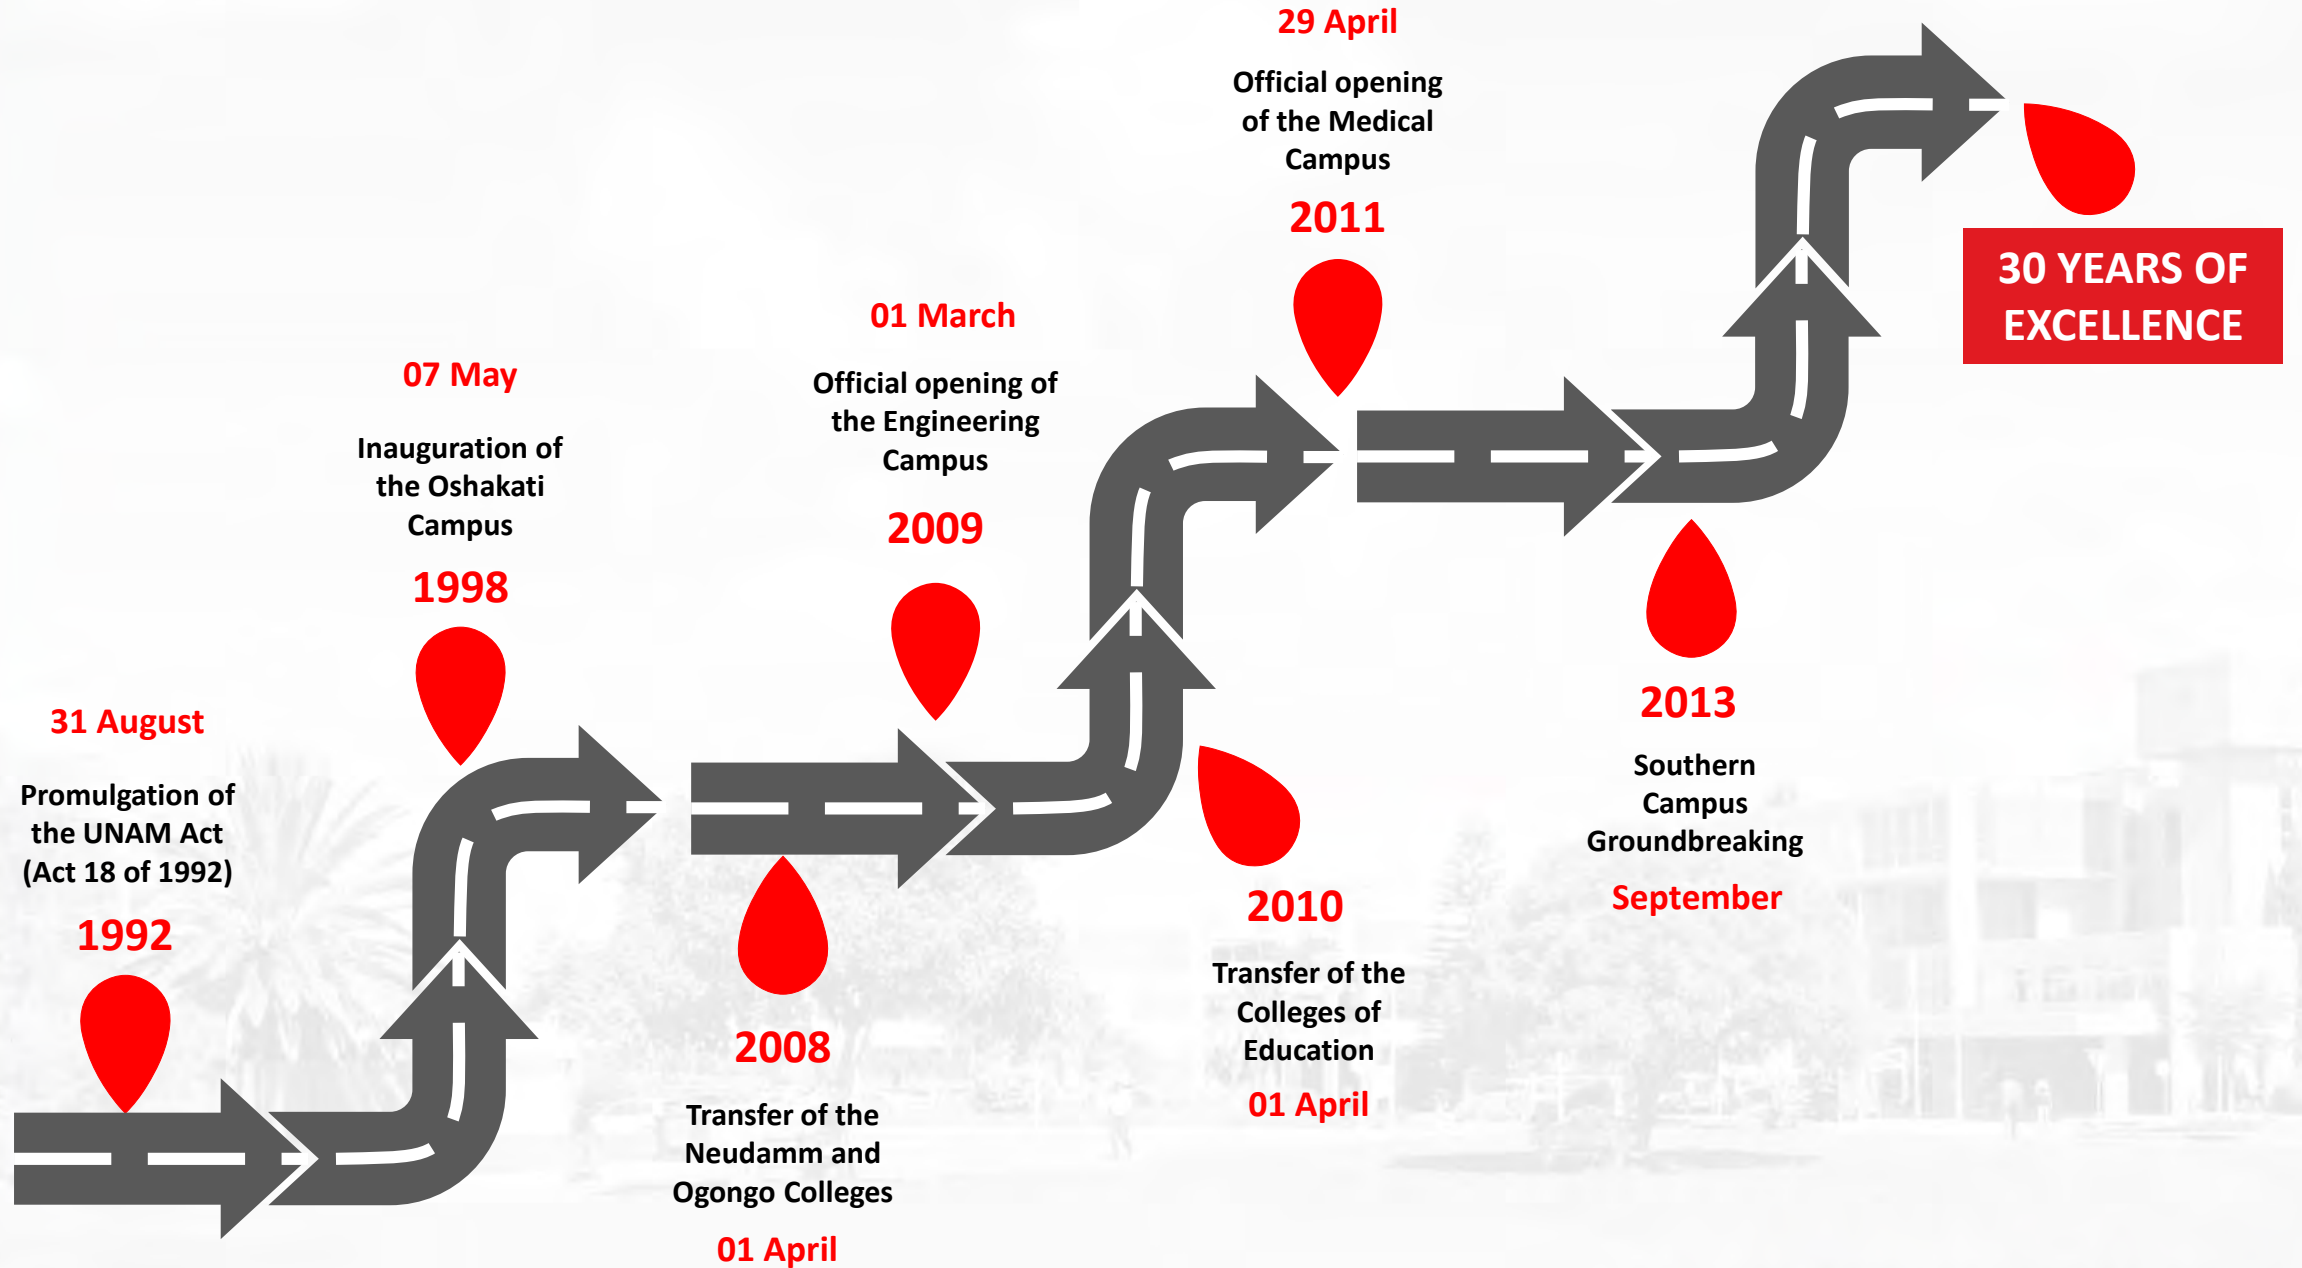 31 August
Promulgation of
the UNAM Act
(Act 18 of 1992)
1992
07 May
Inauguration of
the Oshakati
Campus
1998
2008
Transfer of the
Neudamm and
Ogongo Colleges
01 April
01 March
Official opening of
the Engineering
Campus
2009
2010
Transfer of the
Colleges of
Education
01 April
29 April
Official opening
of the Medical
Campus
2011
2013
Southern
Campus
Groundbreaking
September
30 YEARS OF
EXCELLENCE